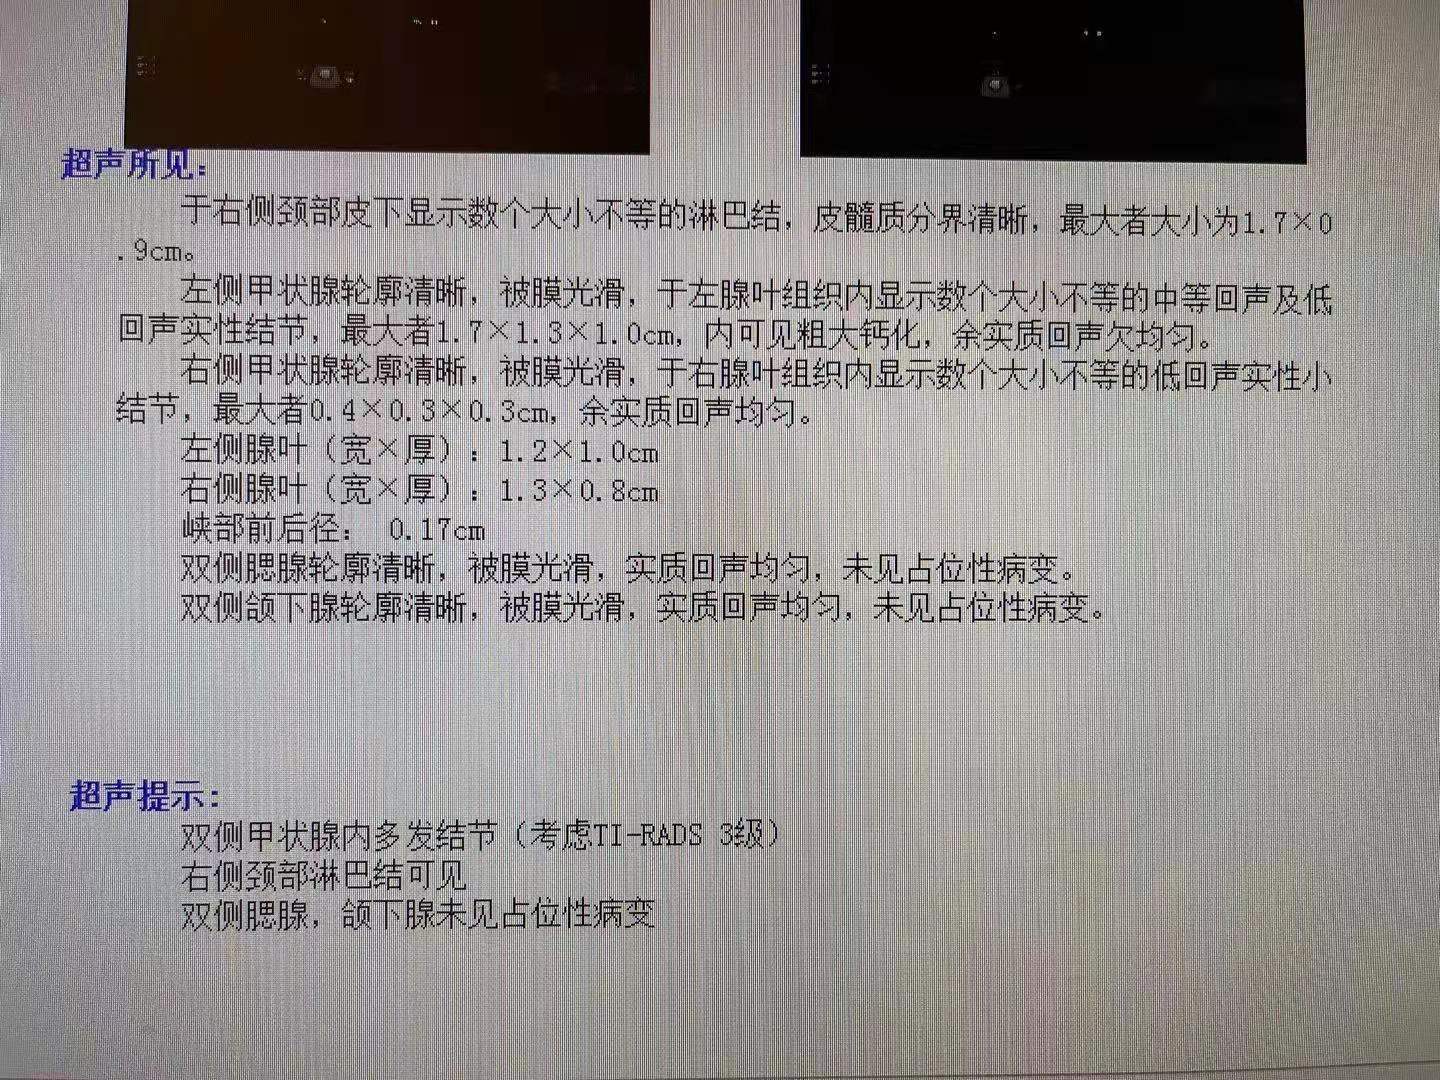 超声所见：
于右侧颈部皮下显示数个大小不等的淋巴结，皮髓质分界清晰，最大者大小为1.7×0
.9cm。
左侧甲状腺轮廓清晰，被膜光滑，于左腺叶组织内显示数个大小不等的中等回声及低
回声实性结节，最大者1.7×1.3×1.0cm，内可见粗大钙化，余实质回声欠均匀。
右侧甲状腺轮廓清晰，被膜光滑，于右腺叶组织内显示数个大小不等的低回声实性小
结节，最大者0.4×0.3×0.3cm，余实质回声均匀。
左侧腺叶（宽×厚）：1.2×1.0cm
右侧腺叶（宽×厚）：1.3×0.8cm
峡部前后径： 0.17cm
双侧腮腺轮廓清晰，被膜光滑，实质回声均匀，未见占位性病变。
双侧颌下腺轮廓清晰，被膜光滑，实质回声均匀，未见占位性病变。
超声提示：
双侧甲状腺内多发结节（考虑TI-RADS 3级）
右侧颈部淋巴结可见
双侧腮腺，颌下腺未见占位性病变